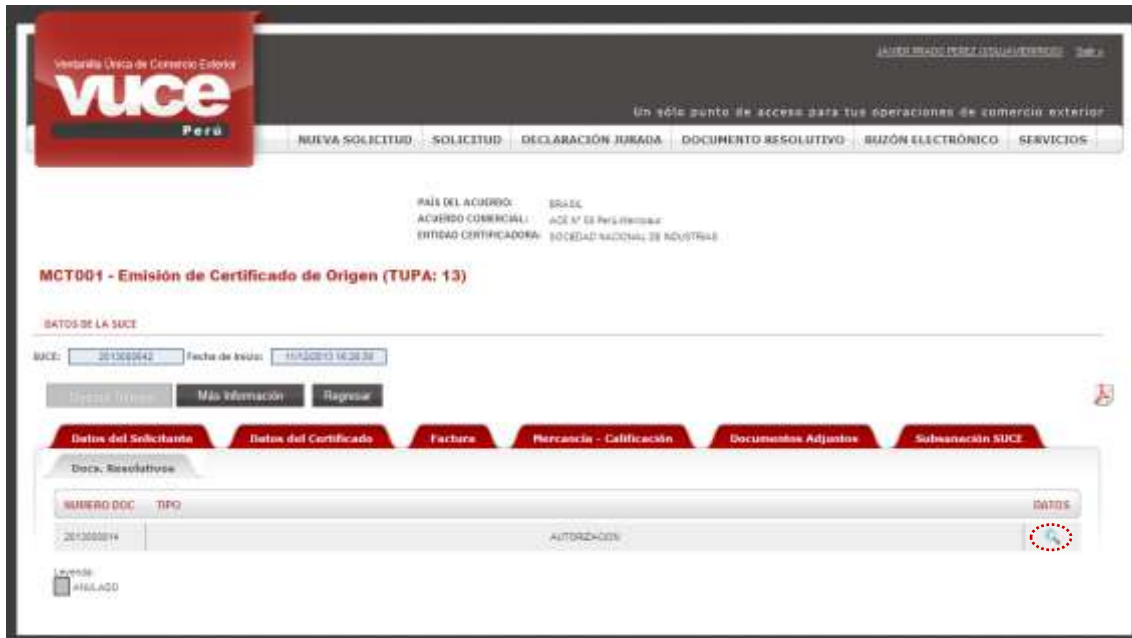 Ventanilla Única de Comercio Exterior
vuce
Perú
Salir »
Un sólo punto de acceso para tus operaciones de comercio exterior
NUEVA SOLICITUD SOLICITUD DECLARACIÓN JURADA DOCUMENTO RESOLUTIVO BUZÓN ELECTRÓNICO SERVICIOS
PAÍS DEL ACUERDO: BRASIL
ACUERDO COMERCIAL: ACE N° 58 Perú-Mercosur
ENTIDAD CERTIFICADORA: SOCIEDAD NACIONAL DE INDUSTRIAS
MCT001 - Emisión de Certificado de Origen (TUPA: 13)
DATOS DE LA SUCE
SUCE: Fecha de Inicio:
Más Información Regresar
Datos del Solicitante Datos del Certificado Factura Mercancía - Calificación Documentos Adjuntos Subsanación SUCE
Docs. Resolutivos
NUMERO DOC TIPO DATOS
AUTORIZACION
Leyenda:
ANULADO